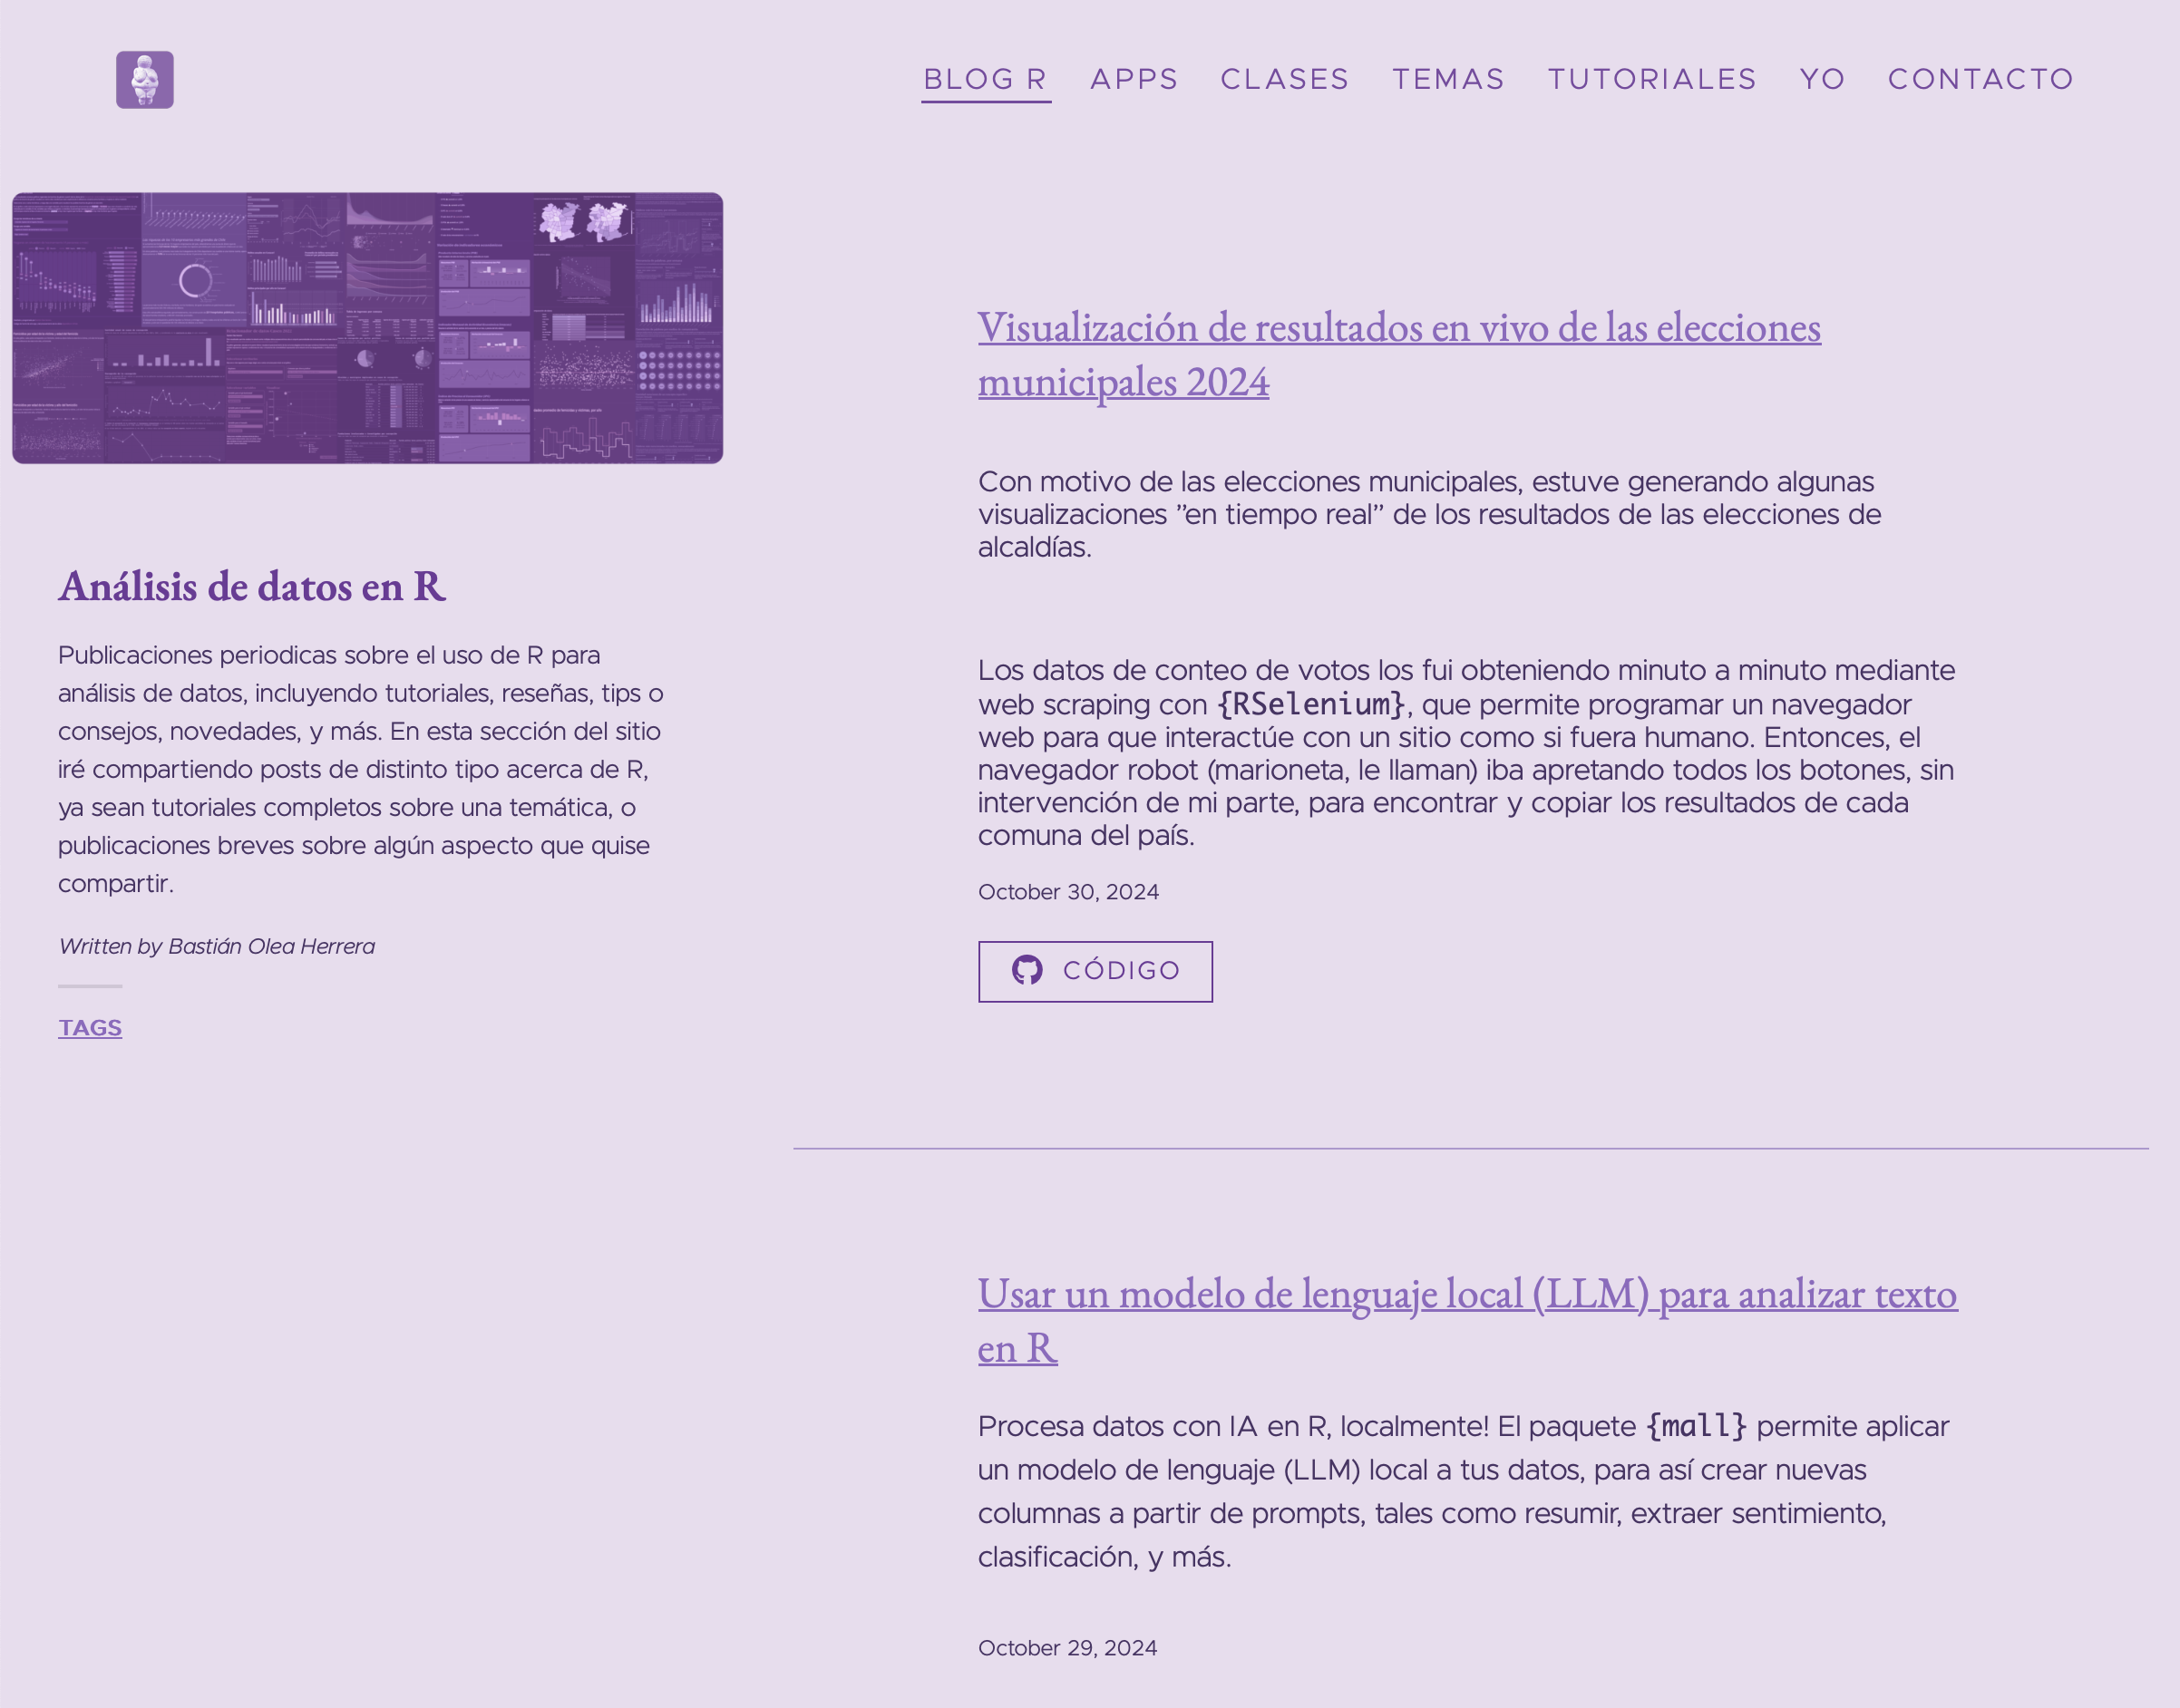 BLOG R
APPS
CLASES
TEMAS
TUTORIALES
YO
CONTACTO
Análisis de datos en R
Publicaciones periodicas sobre el uso de R para
análisis de datos, incluyendo tutoriales, reseñas, tips o
consejos, novedades, y más. En esta sección del sitio
iré compartiendo posts de distinto tipo acerca de R,
ya sean tutoriales completos sobre una temática, o
publicaciones breves sobre algún aspecto que quise
compartir.
Written by Bastián Olea Herrera
TAGS
Visualización de resultados en vivo de las elecciones
municipales 2024
Con motivo de las elecciones municipales, estuve generando algunas
visualizaciones ”en tiempo real” de los resultados de las elecciones de
alcaldías.
Los datos de conteo de votos los fui obteniendo minuto a minuto mediante
web scraping con {RSelenium}, que permite programar un navegador
web para que interactúe con un sitio como si fuera humano. Entonces, el
navegador robot (marioneta, le llaman) iba apretando todos los botones, sin
intervención de mi parte, para encontrar y copiar los resultados de cada
comuna del país.
October 30, 2024
CÓDIGO
Usar un modelo de lenguaje local (LLM) para analizar texto
en R
Procesa datos con IA en R, localmente! El paquete {mall} permite aplicar
un modelo de lenguaje (LLM) local a tus datos, para así crear nuevas
columnas a partir de prompts, tales como resumir, extraer sentimiento,
clasificación, y más.
October 29, 2024